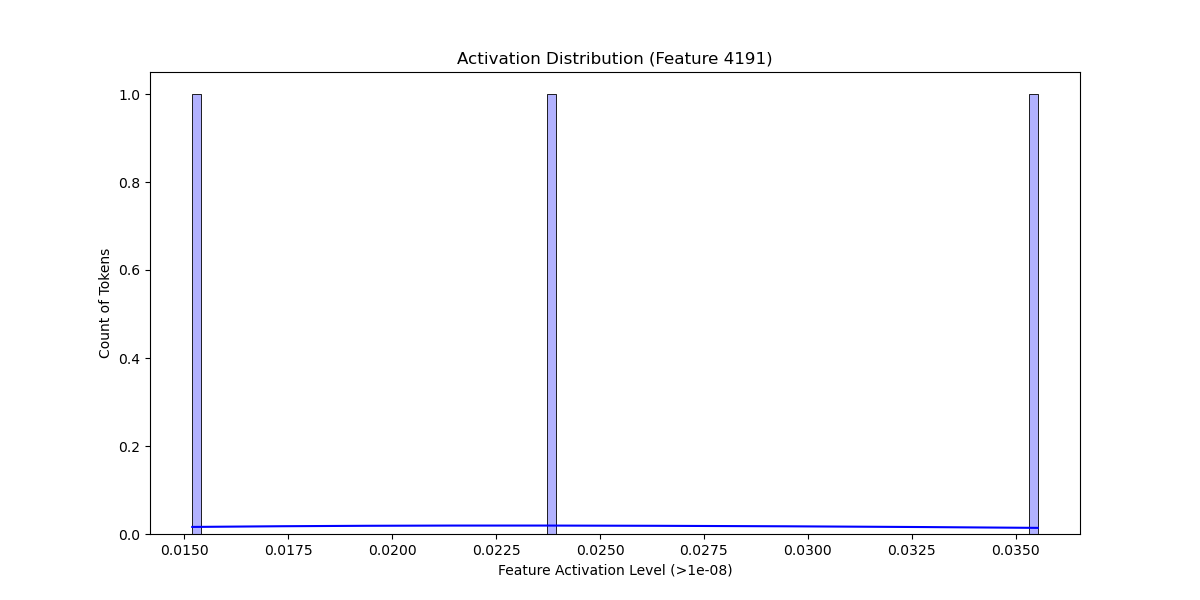 Activation Distribution (Feature 4191)
1.0
0.8
0.6
0.4
0.2
0.0
Count of Tokens
0.0150 0.0175 0.0200 0.0225 0.0250 0.0275 0.0300 0.0325 0.0350
Feature Activation Level (>1e-08)